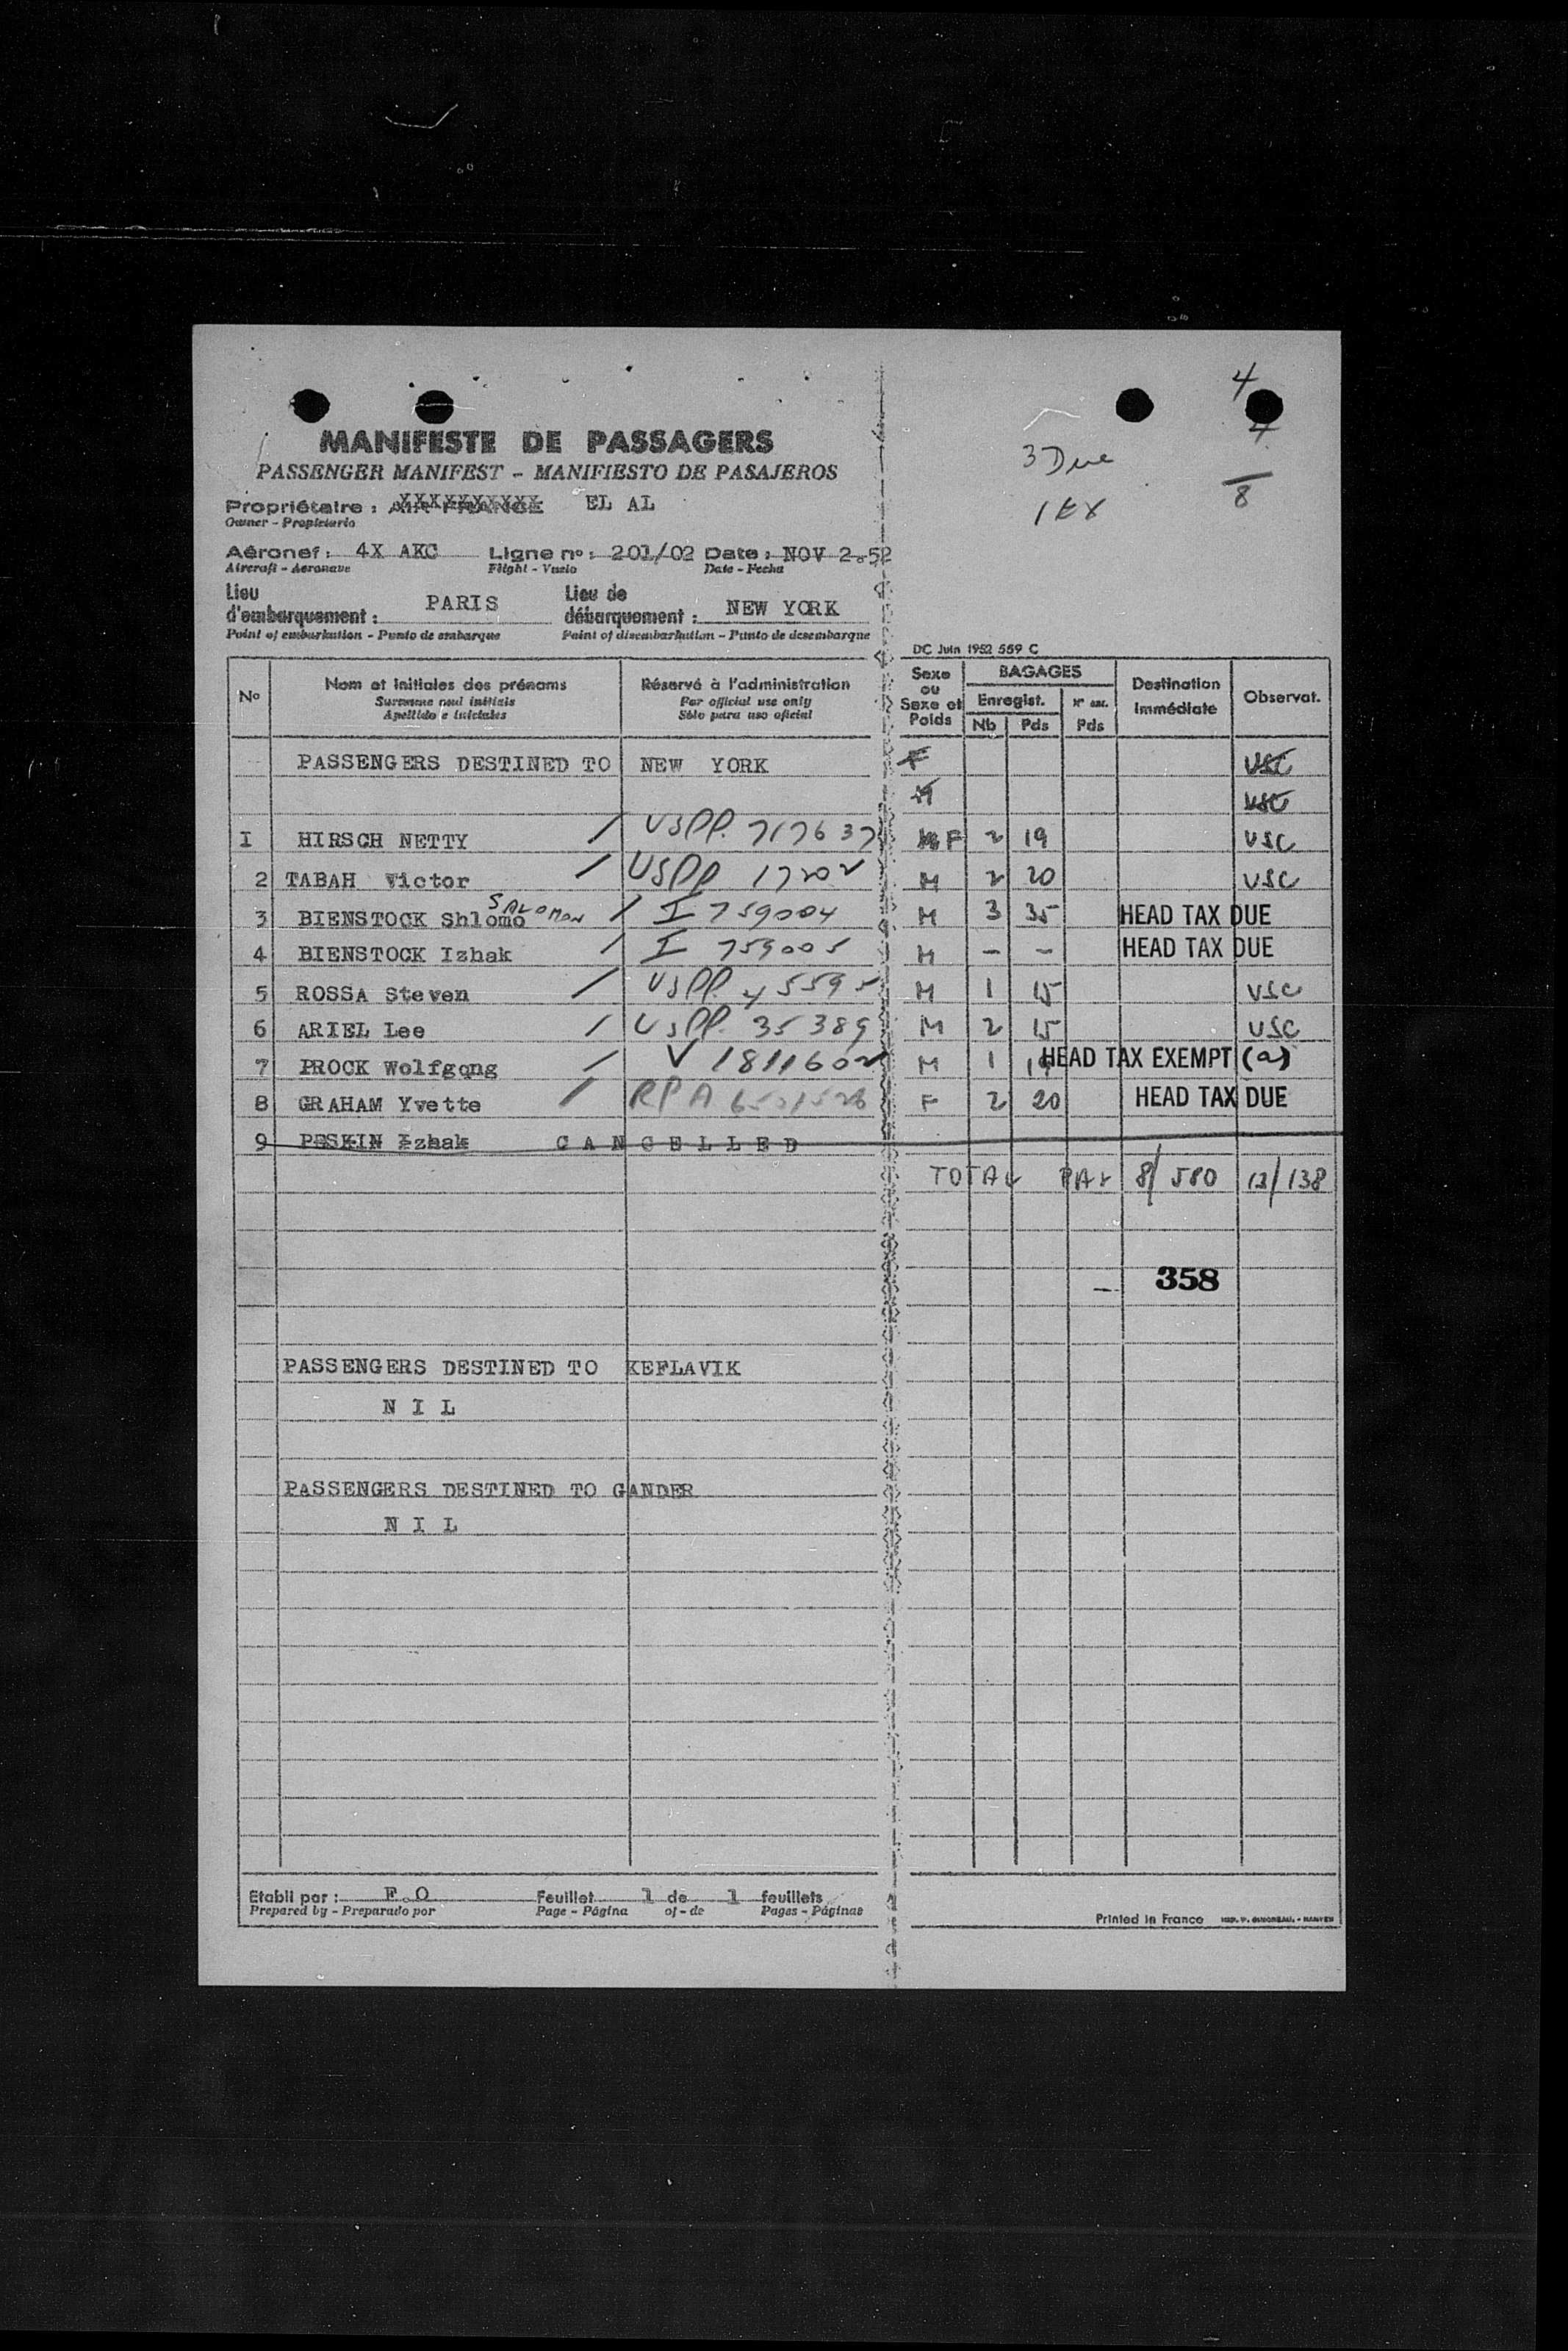 4
4
8
3 Due
1 EX
MANIFESTE DE PASSAGERS
PASSENGER MANIFEST - MANIFIESTO DE PASAJEROS
Propriétaire : AIR FRANCE XXXXXXXXXX EL AL
Owner - Propietario
Aéronef : 4X AKC Ligne no : 201/02 Date : NOV 2.52
Aircraft - Aeronave Flight - Vuelo Date - Fecha
Lieu d'embarquement : PARIS Lieu de débarquement : NEW YORK
Point of embarkation - Punto de embarque Point of disembarkation - Punto de desembarque
DC Juin 1952 559 C
No Nom et initiales des prénoms Réservé à l'administration Sexe ou Sexe et Poids BAGAGES Destination Immédiate Observat.
Surname and initials For official use only Enregist.
Apellido e iniciales Sólo para uso oficial Nb Pds Pds
PASSENGERS DESTINED TO NEW YORK F USC
M USC
I HIRSCH NETTY / USPP. 717637 F 2 19 USC
2 TABAH Victor / USPP 17202 M 2 20 USC
3 BIENSTOCK Shlomo SALOMON / I 759004 M 3 35 HEAD TAX DUE
4 BIENSTOCK Izhak / I 759005 M - - HEAD TAX DUE
5 ROSSA Steven / USPP. 45595 M 1 15 USC
6 ARIEL Lee / USPP. 35389 M 2 15 USC
7 PROCK Wolfgang / V 1811602 M 1 HEAD TAX EXEMPT (a)
8 GRAHAM Yvette / RPA F 2 20 HEAD TAX DUE
9 PESKIN Izhak C A N C E L L E D
TOTAL PAX 8/ 580 13/138
- 358
PASSENGERS DESTINED TO KEFLAVIK
N I L
PASSENGERS DESTINED TO GANDER
N I L
Etabli par : F.O Feuillet 1 de 1 feuillets
Prepared by - Preparado por Page - Página of - de Pages - Páginas
Printed in France